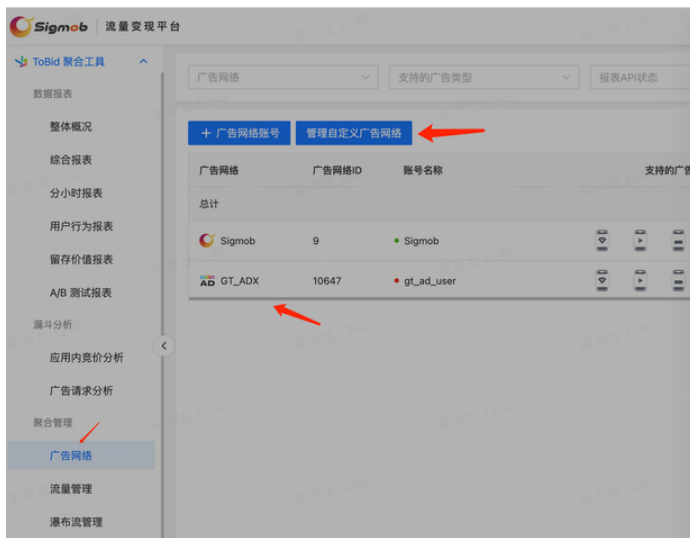 Sigmob 流量变现平台
ToBid 聚合工具
数据报表
整体概况
综合报表
分小时报表
用户行为报表
留存价值报表
A/B 测试报表
漏斗分析
应用内竞价分析
广告请求分析
聚合管理
广告网络
流量管理
瀑布流管理
广告网络 支持的广告类型 报表API状态
+ 广告网络账号 管理自定义广告网络
广告网络 广告网络ID 账号名称 支持的广告
总计
Sigmob 9 Sigmob
AD GT_ADX 10647 gt_ad_user